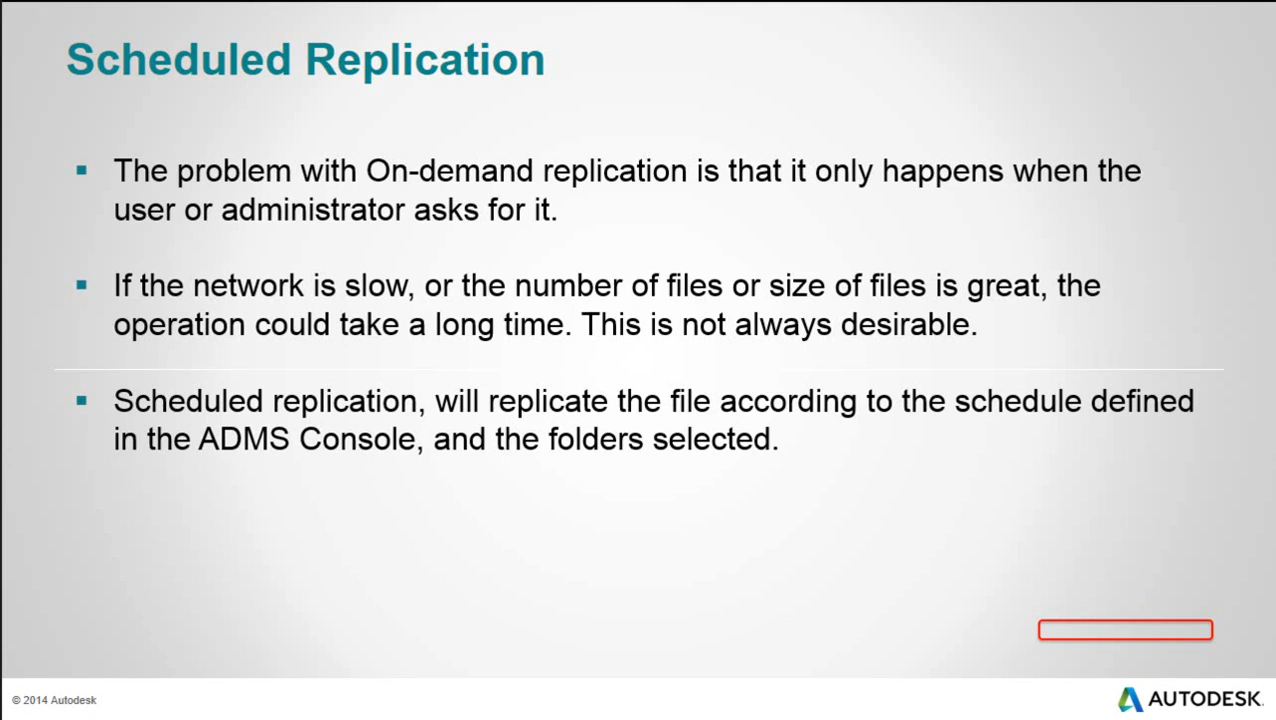 Scheduled Replication
▪ The problem with On-demand replication is that it only happens when the
user or administrator asks for it.
▪ If the network is slow, or the number of files or size of files is great, the
operation could take a long time. This is not always desirable.
▪ Scheduled replication, will replicate the file according to the schedule defined
in the ADMS Console, and the folders selected.
© 2014 Autodesk
AUTODESK.